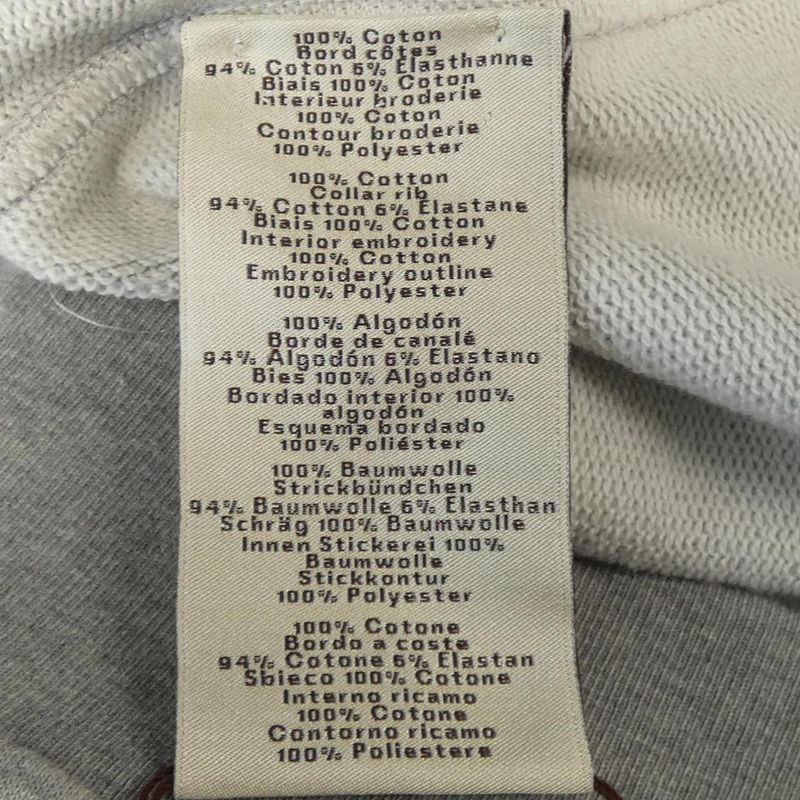 100% Coton
Bord côtes
94% Coton 6% Elasthanne
Biais 100% Coton
Interieur broderie
100% Coton
Contour broderie
100% Polyester
100% Cotton
Collar rib
94% Cotton 6% Elastane
Biais 100% Cotton
Interior embroidery
100% Cotton
Embroidery outline
100% Polyester
100% Algodón
Borde de canalé
94% Algodón 6% Elastano
Bies 100% Algodón
Bordado interior 100%
algodón
Esquema bordado
100% Poliéster
100% Baumwolle
Strickbündchen
94% Baumwolle 6% Elasthan
Schräg 100% Baumwolle
Innen Stickerei 100%
Baumwolle
Stickkontur
100% Polyester
100% Cotone
Bordo a coste
94% Cotone 6% Elastan
Sbieco 100% Cotone
Interno ricamo
100% Cotone
Contorno ricamo
100% Poliestere